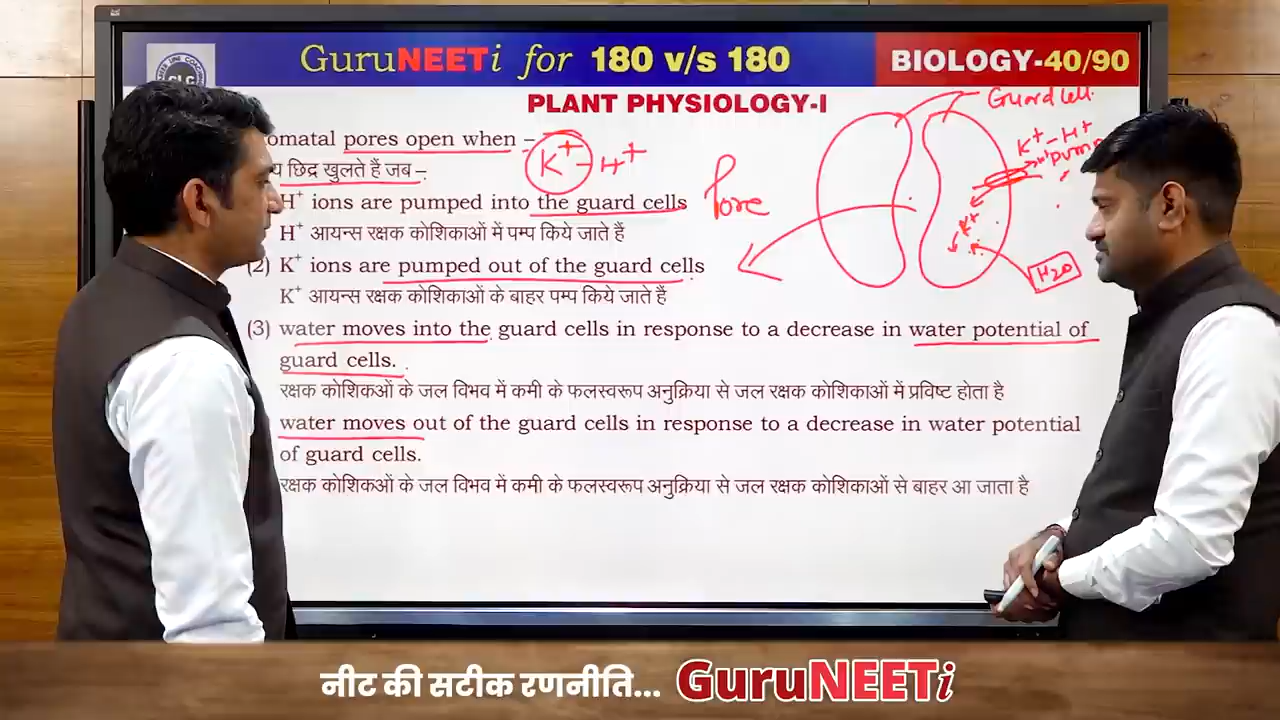 GuruNEETi for 180 v/s 180
BIOLOGY-40/90
CLC
PLANT PHYSIOLOGY-I
Guard Cell
omatal pores open when –
K⁺ – H⁺
K⁺–H⁺
pump
य छिद्र खुलते हैं जब –
H⁺ ions are pumped into the guard cells
Pore
H⁺ आयन्स रक्षक कोशिकाओं में पम्प किये जाते हैं
K⁺
(2) K⁺ ions are pumped out of the guard cells
H₂O
K⁺ आयन्स रक्षक कोशिकाओं के बाहर पम्प किये जाते हैं
(3) water moves into the guard cells in response to a decrease in water potential of
guard cells.
रक्षक कोशिकओं के जल विभव में कमी के फलस्वरूप अनुक्रिया से जल रक्षक कोशिकाओं में प्रविष्ट होता है
water moves out of the guard cells in response to a decrease in water potential
of guard cells.
रक्षक कोशिकओं के जल विभव में कमी के फलस्वरूप अनुक्रिया से जल रक्षक कोशिकाओं से बाहर आ जाता है
नीट की सटीक रणनीति... GuruNEETi